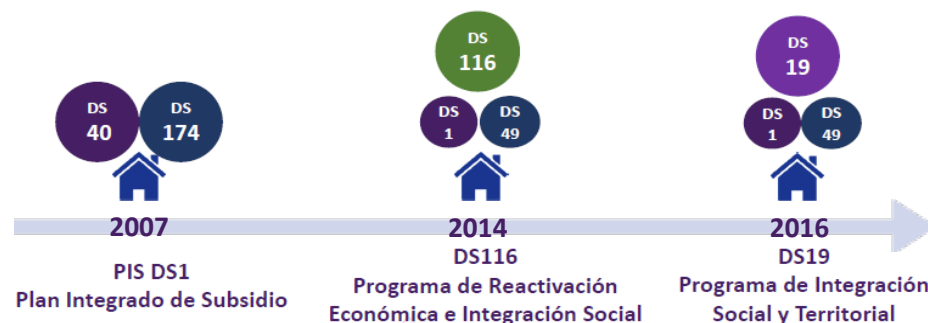 DS
40
DS
174
2007
PIS DS1
Plan Integrado de Subsidio
DS
116
DS
1
DS
49
2014
DS116
Programa de Reactivación
Económica e Integración Social
DS
19
DS
1
DS
49
2016
DS19
Programa de Integración
Social y Territorial